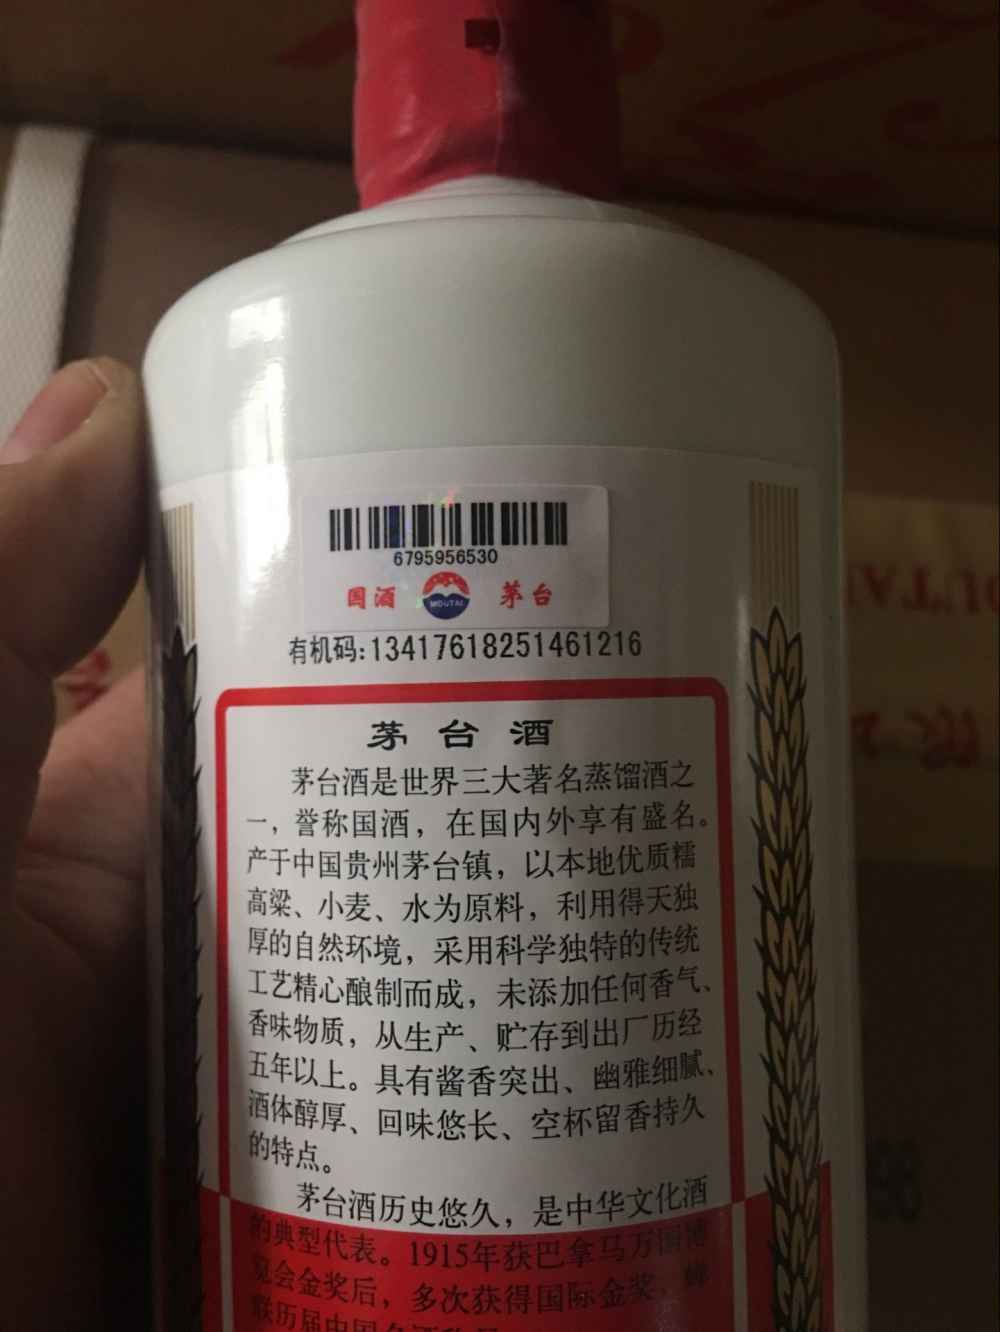 6795956530
国酒 MOUTAI 茅台
有机码:13417618251461216
茅台酒
茅台酒是世界三大著名蒸馏酒之
一，誉称国酒，在国内外享有盛名。
产于中国贵州茅台镇，以本地优质糯
高粱、小麦、水为原料，利用得天独
厚的自然环境，采用科学独特的传统
工艺精心酿制而成，未添加任何香气、
香味物质，从生产、贮存到出厂历经
五年以上。具有酱香突出、幽雅细腻、
酒体醇厚、回味悠长、空杯留香持久
的特点。
茅台酒历史悠久，是中华文化酒
的典型代表。1915年获巴拿马万国博
览会金奖后，多次获得国际金奖，蝉
联历届中国名酒